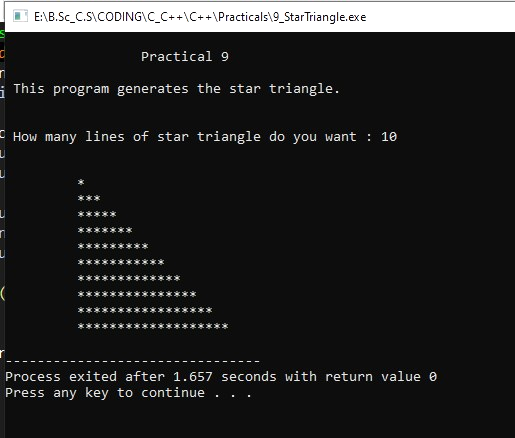 E:\B.Sc_C.S\CODING\C_C++\C++\Practicals\9_StarTriangle.exe
Practical 9
This program generates the star triangle.
How many lines of star triangle do you want : 10
*
***
*****
*******
*********
***********
*************
***************
*****************
*******************
--------------------------------
Process exited after 1.657 seconds with return value 0
Press any key to continue . . .